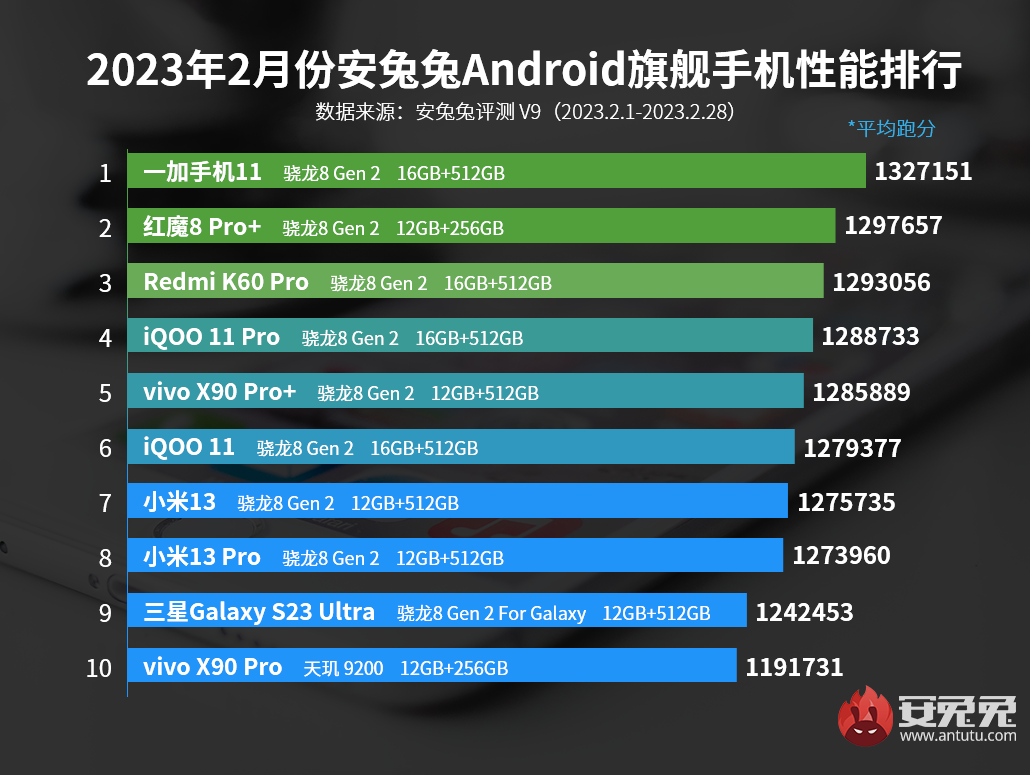 2023年2月份安兔兔Android旗舰手机性能排行
数据来源：安兔兔评测 V9（2023.2.1-2023.2.28）
*平均跑分
1 一加手机11 骁龙8 Gen 2 16GB+512GB 1327151
2 红魔8 Pro+ 骁龙8 Gen 2 12GB+256GB 1297657
3 Redmi K60 Pro 骁龙8 Gen 2 16GB+512GB 1293056
4 iQOO 11 Pro 骁龙8 Gen 2 16GB+512GB 1288733
5 vivo X90 Pro+ 骁龙8 Gen 2 12GB+512GB 1285889
6 iQOO 11 骁龙8 Gen 2 16GB+512GB 1279377
7 小米13 骁龙8 Gen 2 12GB+512GB 1275735
8 小米13 Pro 骁龙8 Gen 2 12GB+512GB 1273960
9 三星Galaxy S23 Ultra 骁龙8 Gen 2 For Galaxy 12GB+512GB 1242453
10 vivo X90 Pro 天玑 9200 12GB+256GB 1191731
安兔兔
www.antutu.com